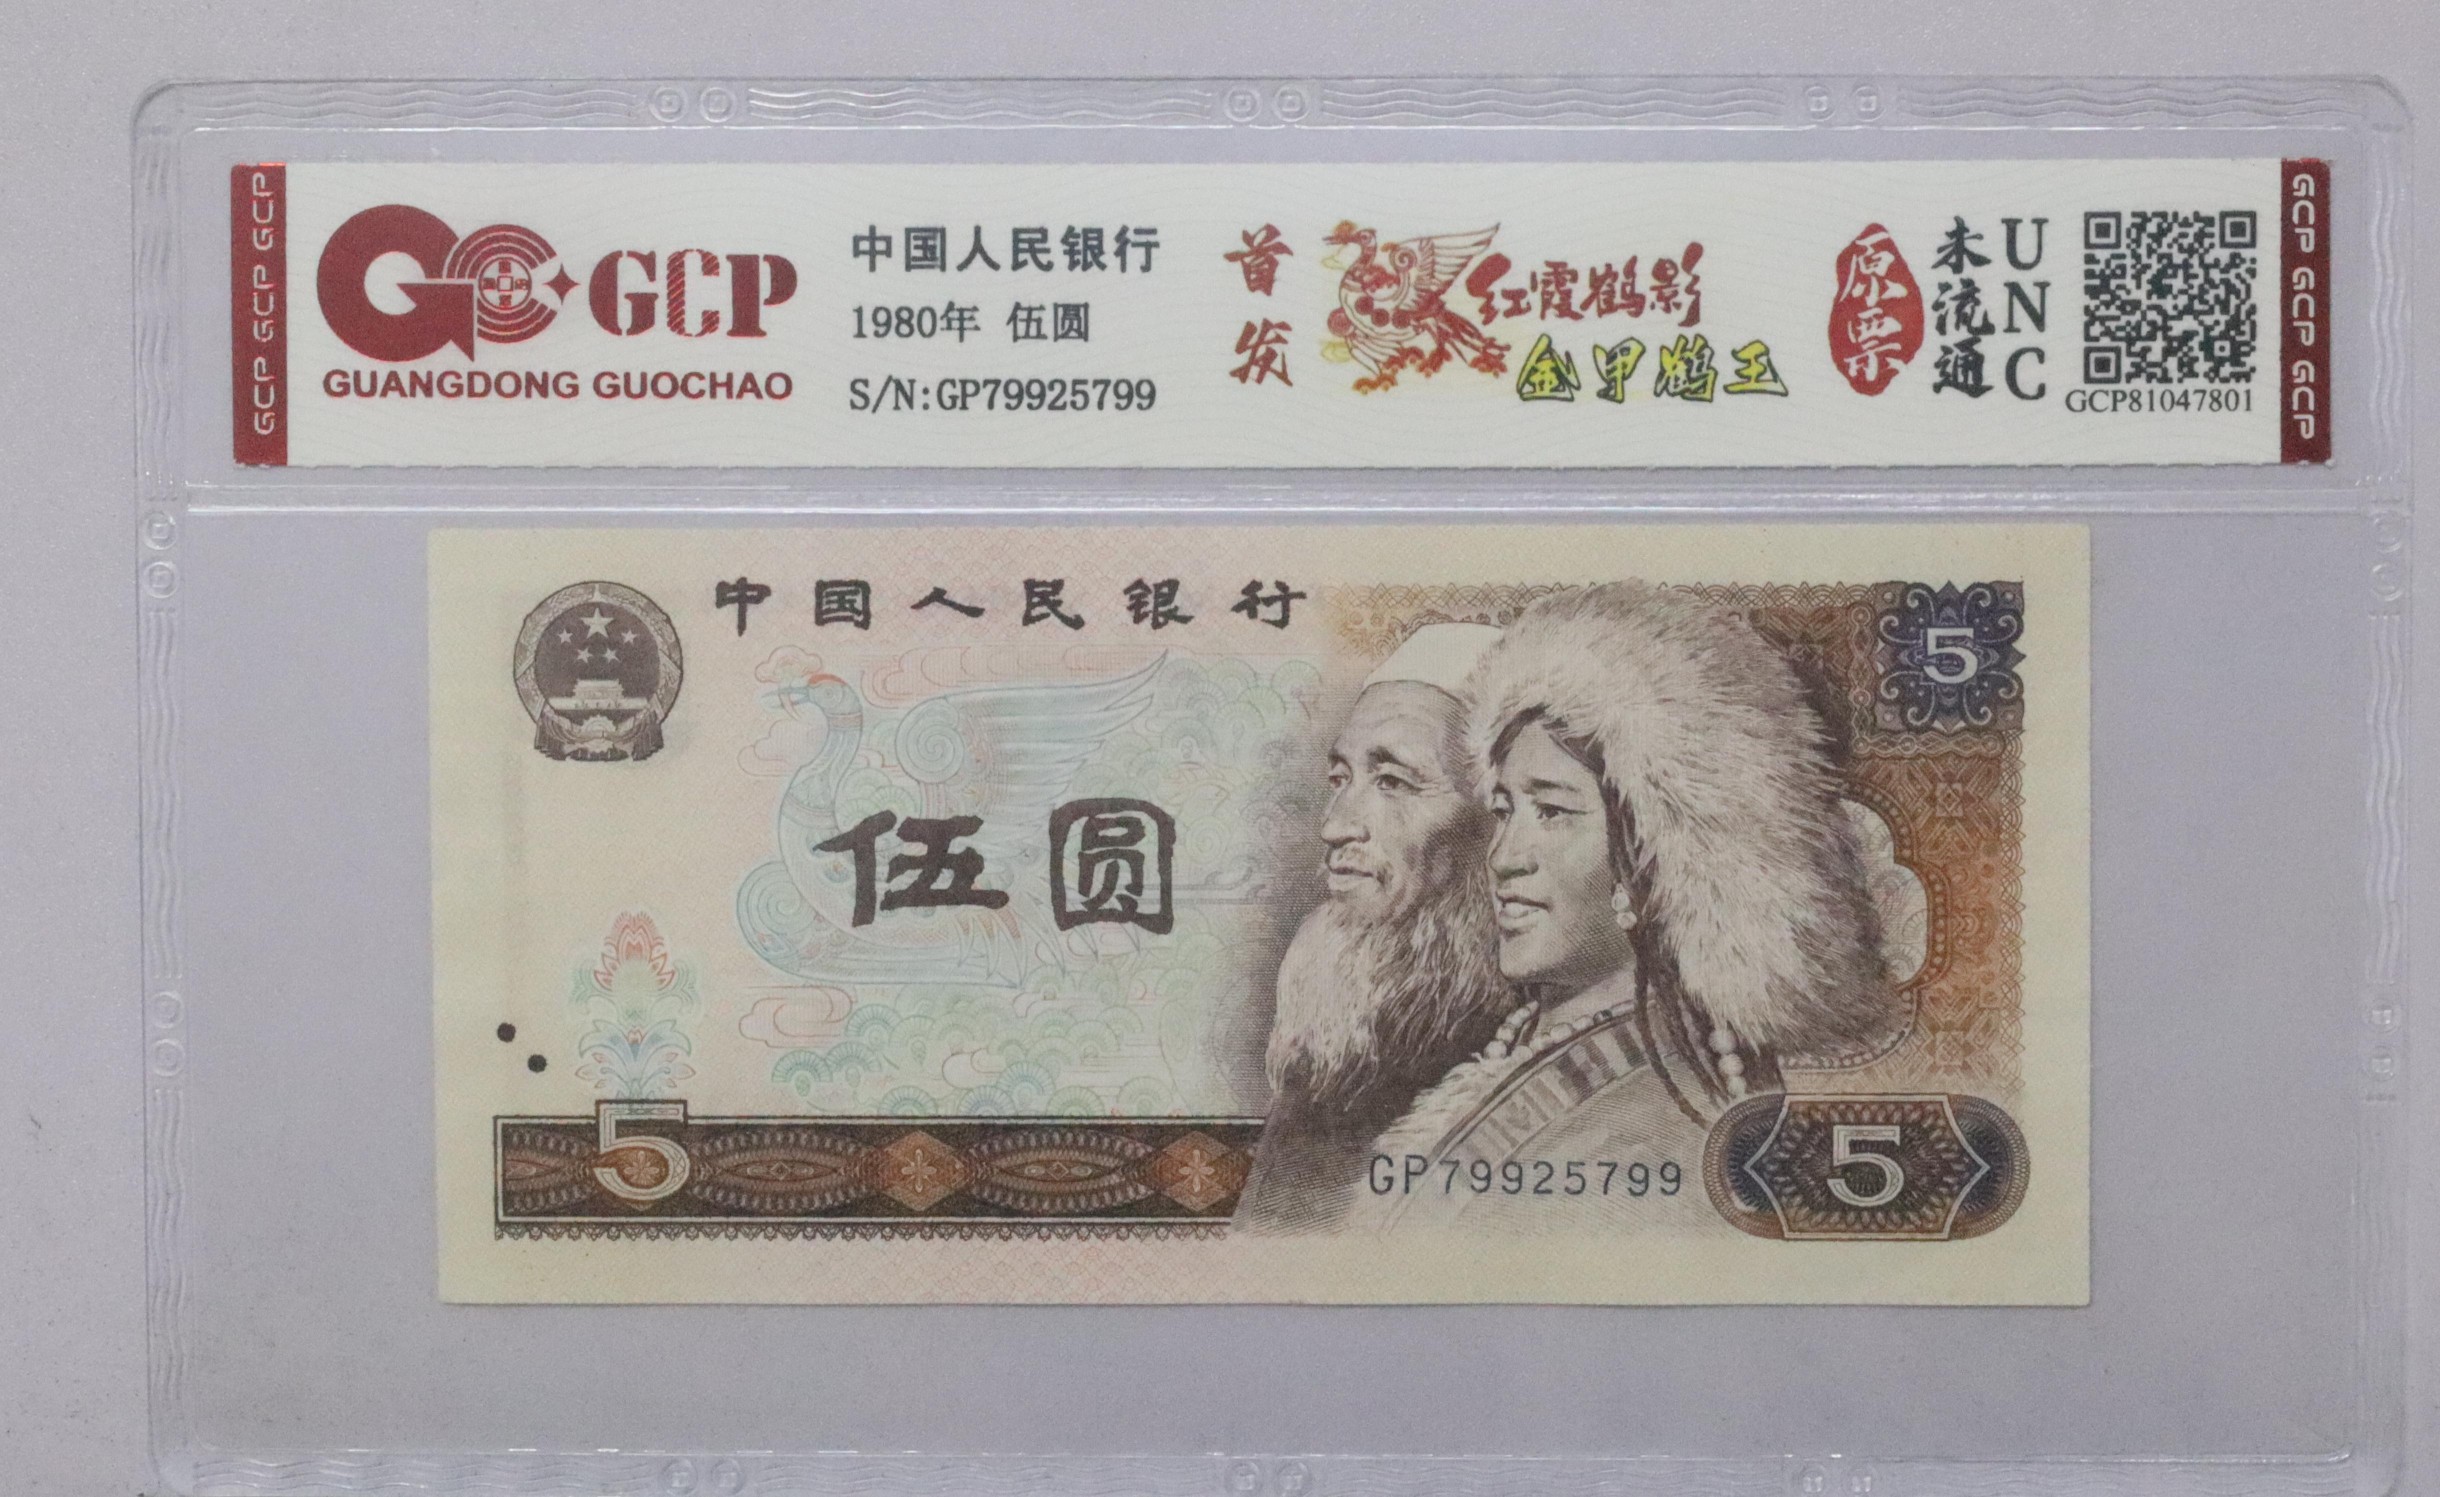 GCP GCP GCP
GCP
GUANGDONG GUOCHAO
中国人民银行
1980年 伍圆
S/N:GP79925799
首发
红霞鹤影
金甲鹤王
原票
未流通
UNC
GCP81047801
GCP GCP GCP
中国人民银行
5
伍圆
5
GP79925799
5